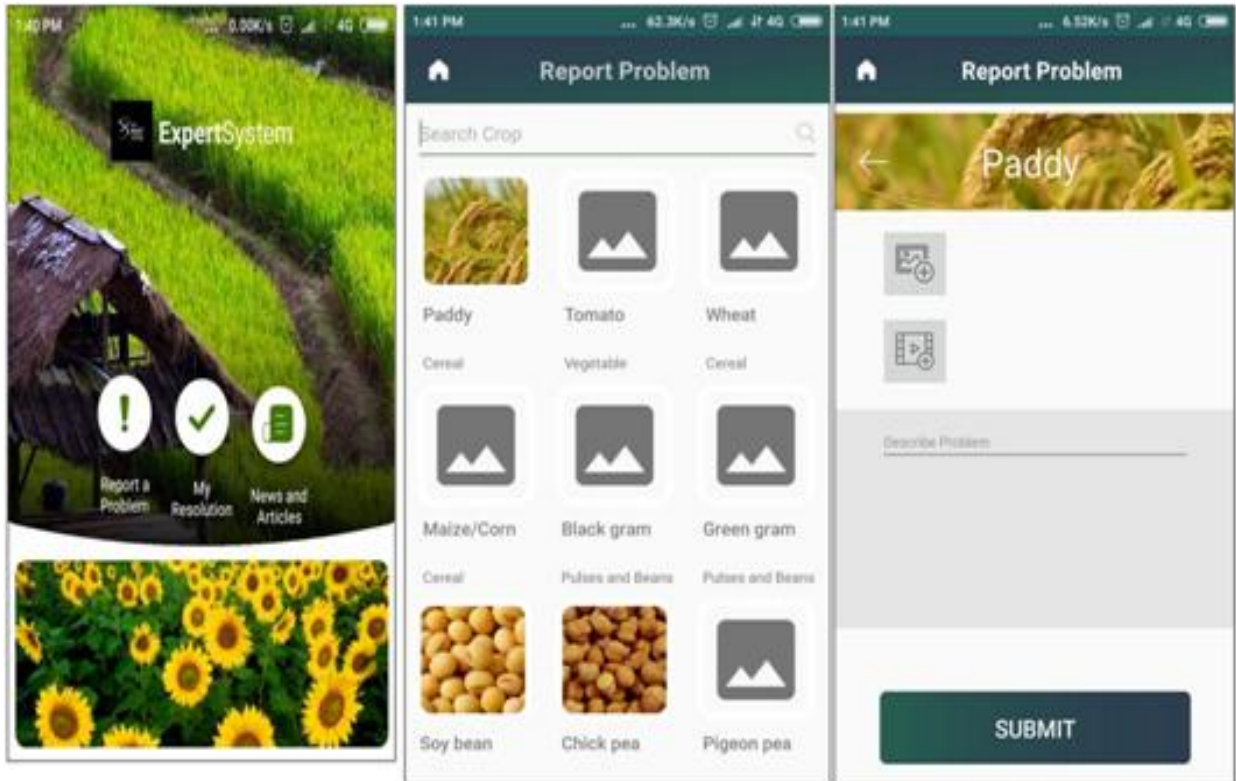 1:40 PM ... 0.00K/s 4G
ExpertSystem
Report a
Problem
My
Resolution
News and
Articles
1:41 PM ... 62.3K/s 4G
Report Problem
Search Crop
Paddy Tomato Wheat
Cereal Vegetable Cereal
Maize/Corn Black gram Green gram
Cereal Pulses and Beans Pulses and Beans
Soy bean Chick pea Pigeon pea
1:41 PM ... 6.52K/s 4G
Report Problem
Paddy
Describe Problem
SUBMIT